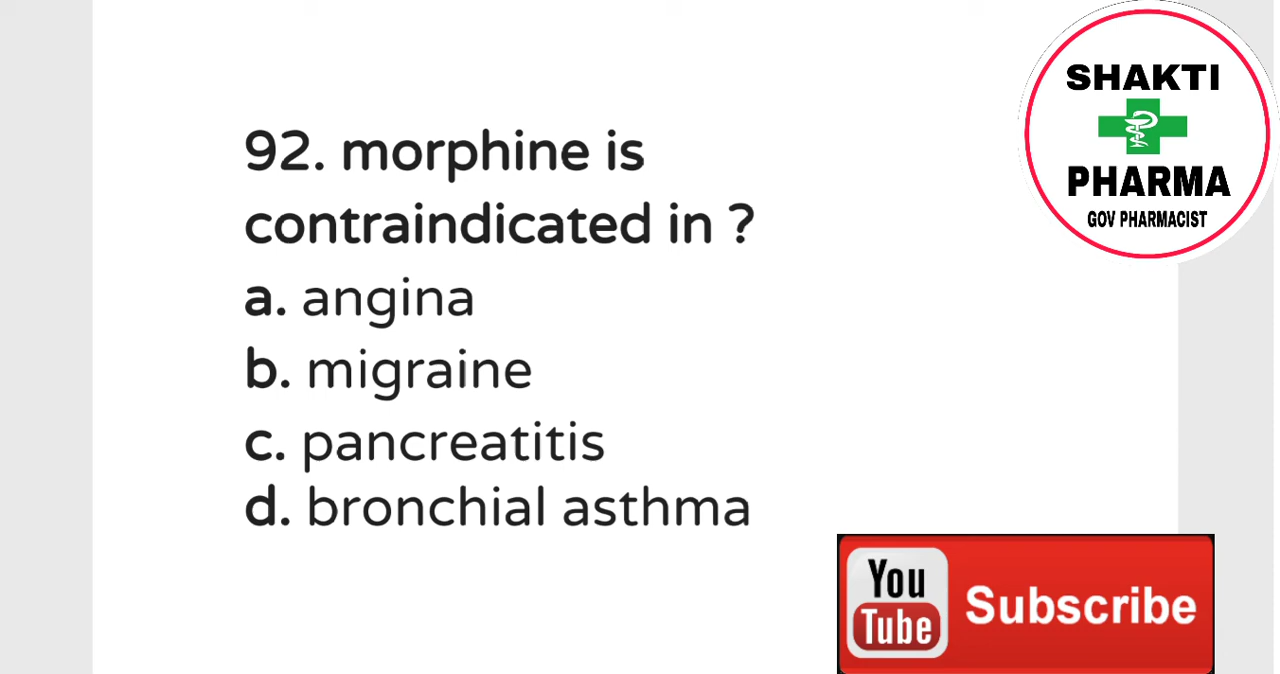 SHAKTI
PHARMA
GOV PHARMACIST
92. morphine is
contraindicated in ?
a. angina
b. migraine
c. pancreatitis
d. bronchial asthma
You
Tube
Subscribe